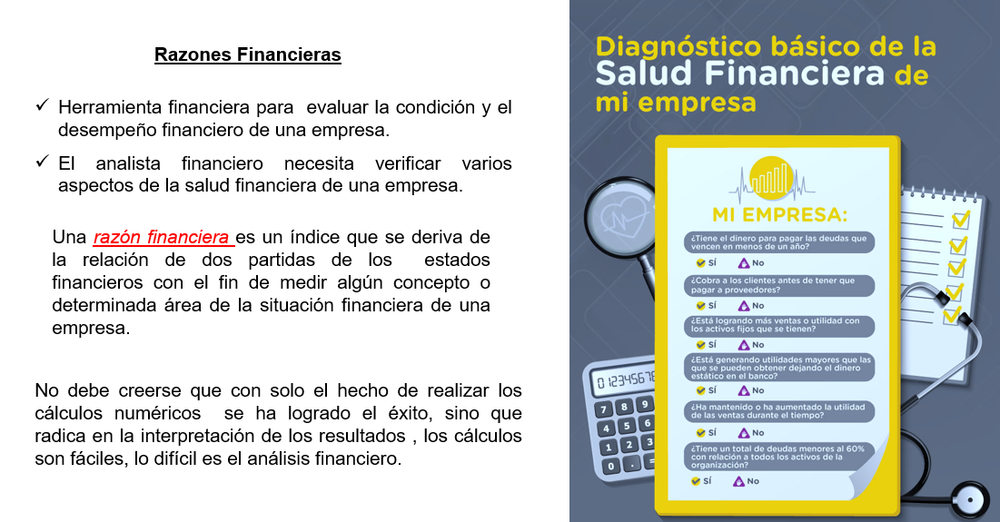 Razones Financieras
✓ Herramienta financiera para evaluar la condición y el
desempeño financiero de una empresa.
✓ El analista financiero necesita verificar varios
aspectos de la salud financiera de una empresa.
Una razón financiera es un índice que se deriva de
la relación de dos partidas de los estados
financieros con el fin de medir algún concepto o
determinada área de la situación financiera de una
empresa.
No debe creerse que con solo el hecho de realizar los
cálculos numéricos se ha logrado el éxito, sino que
radica en la interpretación de los resultados , los cálculos
son fáciles, lo difícil es el análisis financiero.
Diagnóstico básico de la
Salud Financiera de
mi empresa
MI EMPRESA:
¿Tiene el dinero para pagar las deudas que
vencen en menos de un año?
SÍ No
¿Cobra a los clientes antes de tener que
pagar a proveedores?
SÍ No
¿Está logrando más ventas o utilidad con
los activos fijos que se tienen?
SÍ No
¿Está generando utilidades mayores que las
que se pueden obtener dejando el dinero
estático en el banco?
SÍ No
¿Ha mantenido o ha aumentado la utilidad
de las ventas durante el tiempo?
SÍ No
¿Tiene un total de deudas menores al 60%
con relación a todos los activos de la
organización?
SÍ No
012345678
7 8 9
4 5 6
1 2 3
0 . =